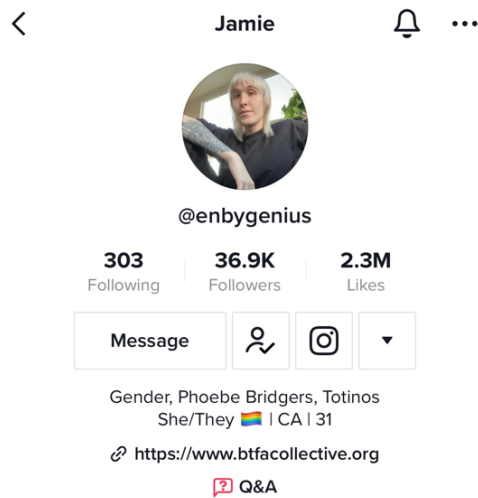 Jamie
@enbygenius
303 36.9K 2.3M
Following Followers Likes
Message
Gender, Phoebe Bridgers, Totinos
She/They 🏳️‍🌈 | CA | 31
https://www.btfacollective.org
Q&A